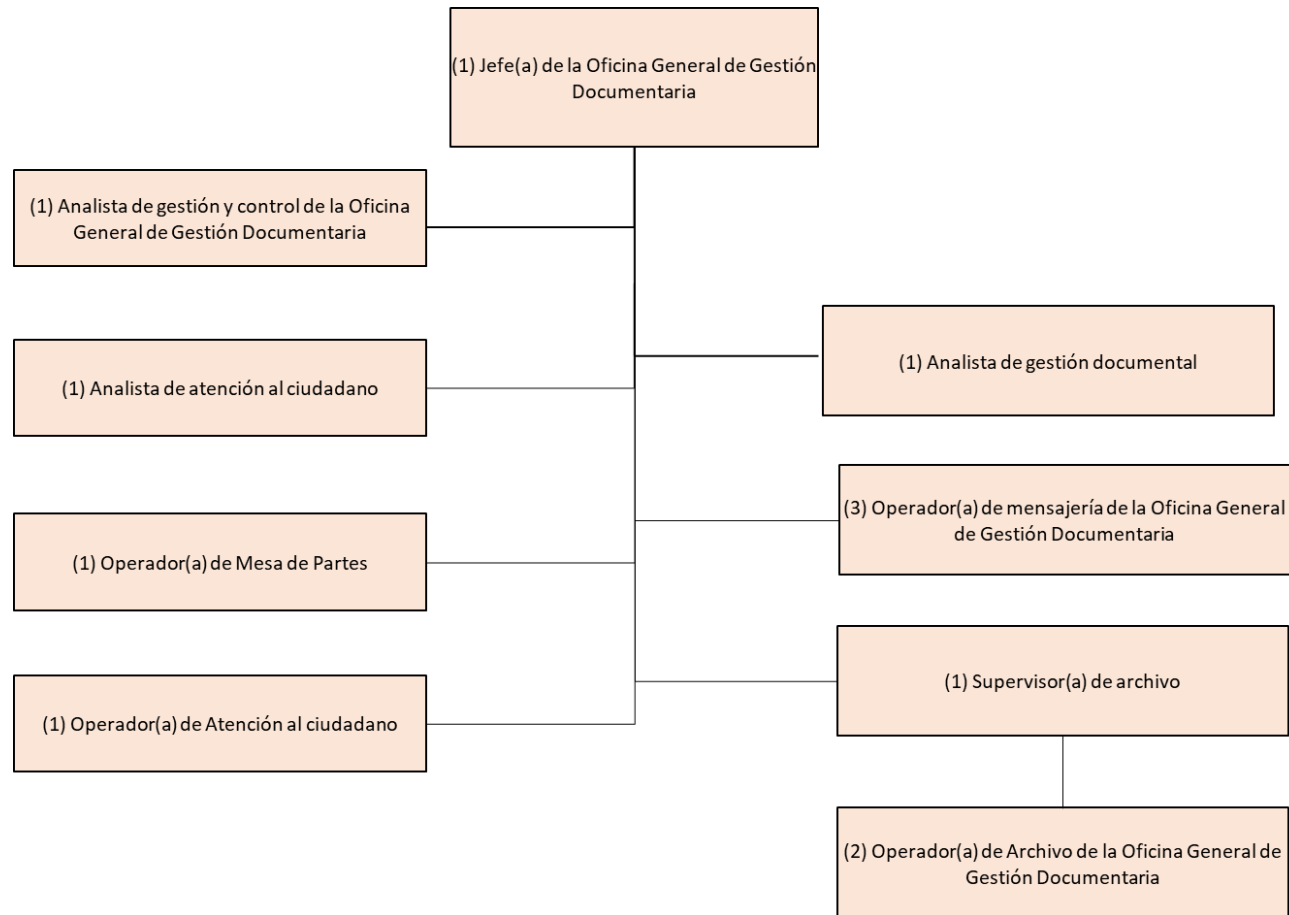 (1) Jefe(a) de la Oficina General de Gestión
Documentaria
(1) Analista de gestión y control de la Oficina
General de Gestión Documentaria
(1) Analista de gestión documental
(1) Analista de atención al ciudadano
(3) Operador(a) de mensajería de la Oficina General
de Gestión Documentaria
(1) Operador(a) de Mesa de Partes
(1) Supervisor(a) de archivo
(1) Operador(a) de Atención al ciudadano
(2) Operador(a) de Archivo de la Oficina General de
Gestión Documentaria